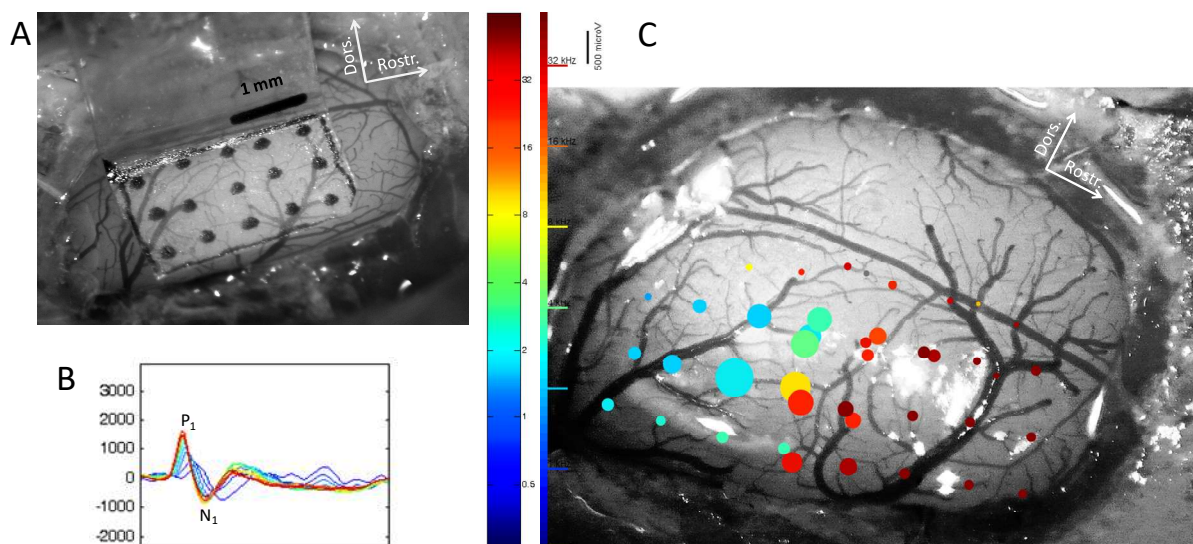 A
Dors.
Rostr.
1 mm
B
3000
2000
1000
0
-1000
-2000
P1
N1
32
16
8
4
2
1
0.5
C
500 microV
32 kHz
16 kHz
8 kHz
4 kHz
Dors.
Rostr.